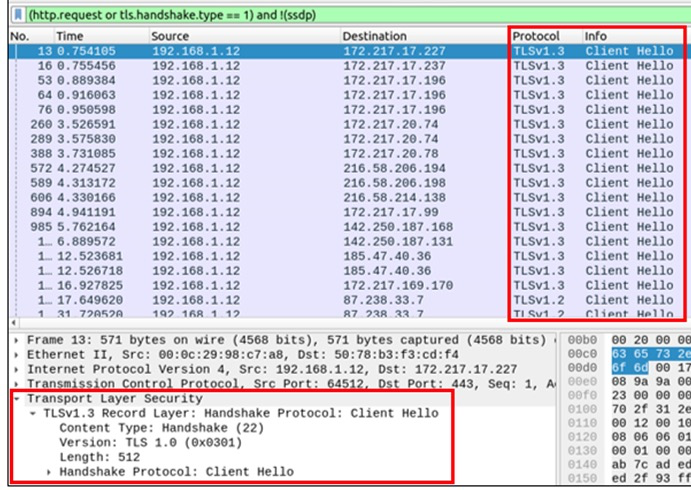 (http.request or tls.handshake.type == 1) and !(ssdp)
No. Time Source Destination Protocol Info
13 0.754105 192.168.1.12 172.217.17.227 TLSv1.3 Client Hello
16 0.755456 192.168.1.12 172.217.17.237 TLSv1.3 Client Hello
53 0.889384 192.168.1.12 172.217.17.196 TLSv1.3 Client Hello
64 0.916063 192.168.1.12 172.217.17.196 TLSv1.3 Client Hello
76 0.950598 192.168.1.12 172.217.17.196 TLSv1.3 Client Hello
260 3.526591 192.168.1.12 172.217.20.74 TLSv1.3 Client Hello
289 3.575830 192.168.1.12 172.217.20.74 TLSv1.3 Client Hello
388 3.731085 192.168.1.12 172.217.20.78 TLSv1.3 Client Hello
572 4.274527 192.168.1.12 216.58.206.194 TLSv1.3 Client Hello
589 4.313172 192.168.1.12 216.58.206.198 TLSv1.3 Client Hello
606 4.330166 192.168.1.12 216.58.214.138 TLSv1.3 Client Hello
894 4.941191 192.168.1.12 172.217.17.99 TLSv1.3 Client Hello
985 5.762164 192.168.1.12 142.250.187.168 TLSv1.3 Client Hello
1… 6.889572 192.168.1.12 142.250.187.131 TLSv1.3 Client Hello
1… 12.523681 192.168.1.12 185.47.40.36 TLSv1.3 Client Hello
1… 12.526718 192.168.1.12 185.47.40.36 TLSv1.3 Client Hello
1… 16.927825 192.168.1.12 172.217.169.170 TLSv1.3 Client Hello
1… 17.649620 192.168.1.12 87.238.33.7 TLSv1.2 Client Hello
1 31.720520 192.168.1.12 87.238.33.7 TLSv1.2 Client Hello
Frame 13: 571 bytes on wire (4568 bits), 571 bytes captured (4568 bits)
Ethernet II, Src: 00:0c:29:98:c7:a8, Dst: 50:78:b3:f3:cd:f4
Internet Protocol Version 4, Src: 192.168.1.12, Dst: 172.217.17.227
Transmission Control Protocol, Src Port: 64512, Dst Port: 443, Seq: 1, A
Transport Layer Security
TLSv1.3 Record Layer: Handshake Protocol: Client Hello
Content Type: Handshake (22)
Version: TLS 1.0 (0x0301)
Length: 512
Handshake Protocol: Client Hello
00b0 00 20 00 00
00c0 63 65 73 2e
00d0 6f 6d 00 17
00e0 08 9a 9a 00
00f0 23 00 00 00
0100 70 2f 31 2e
0110 00 12 00 10
0120 08 06 06 01
0130 00 01 00 00
0140 ab 7c ad ed
0150 ed 2f 93 ff